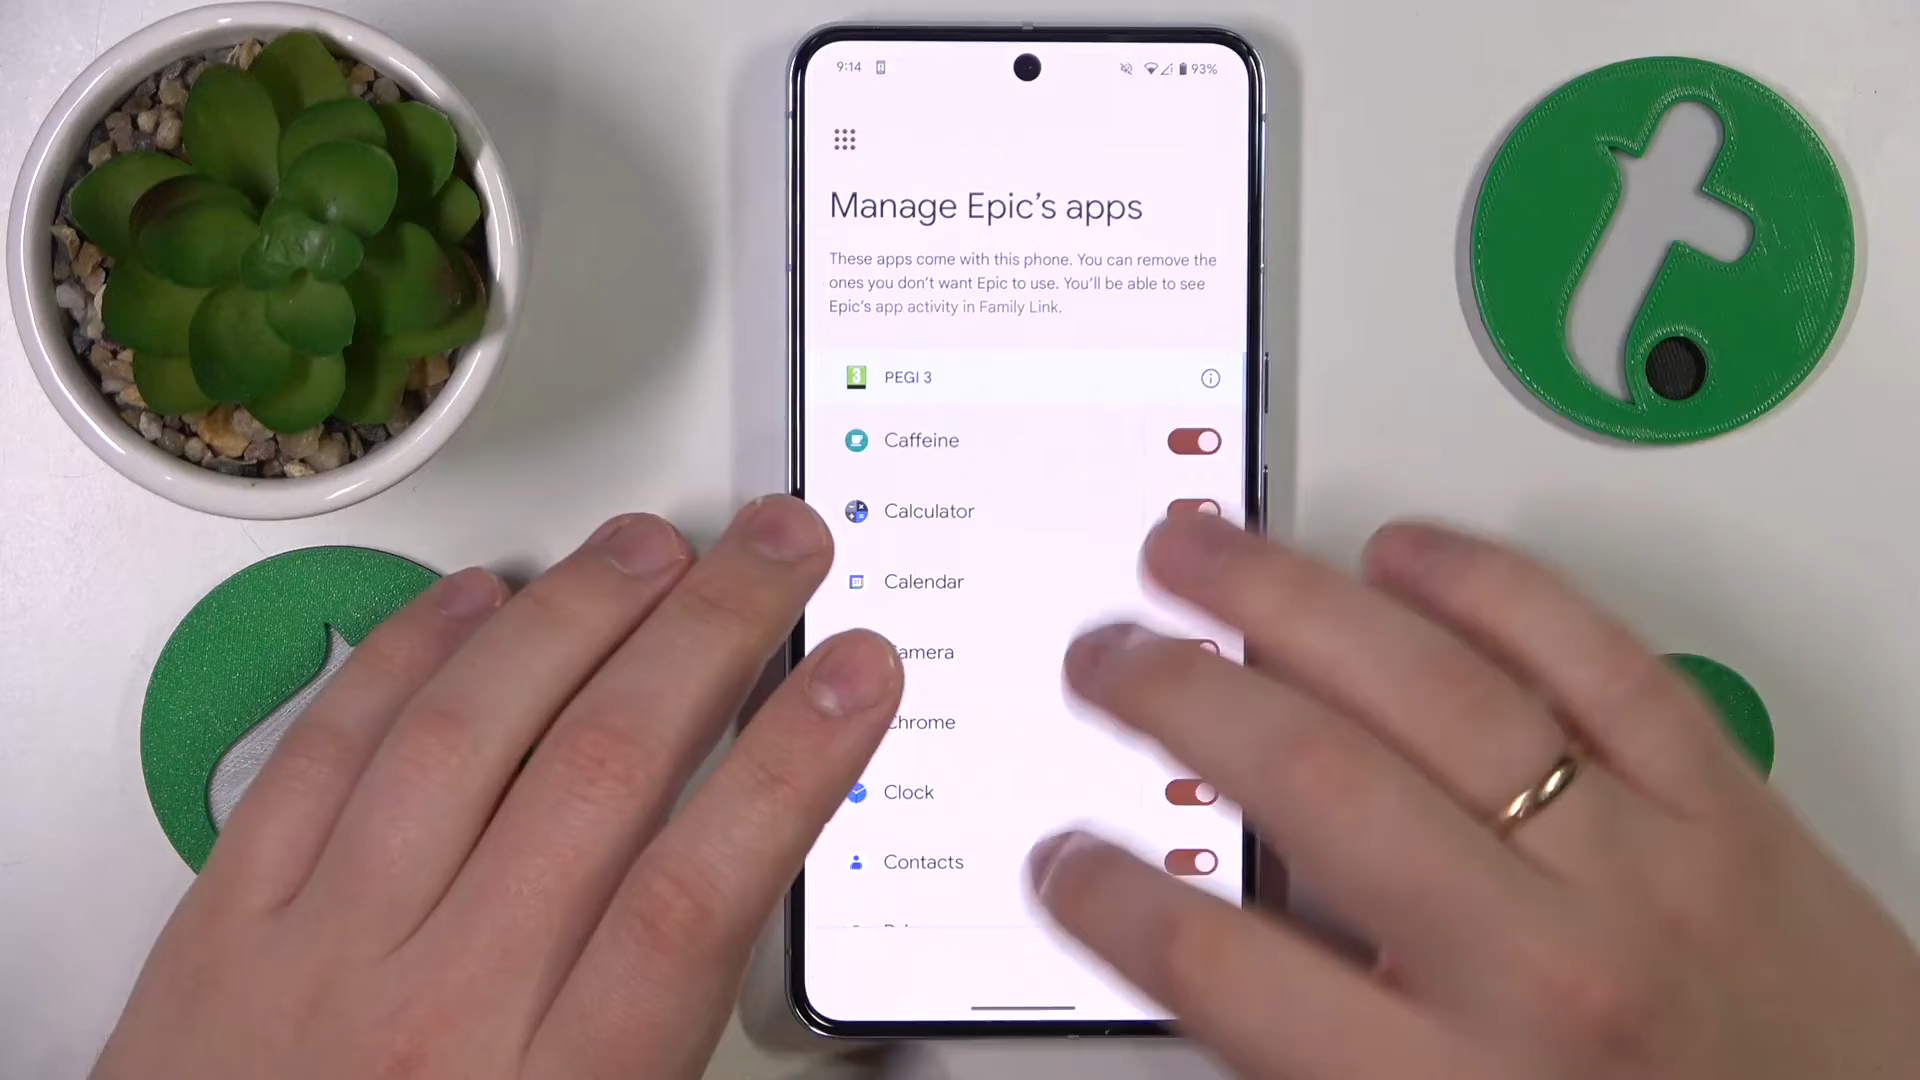 9:14
93%
Manage Epic's apps
These apps come with this phone. You can remove the
ones you don't want Epic to use. You'll be able to see
Epic's app activity in Family Link.
3 PEGI 3
Caffeine
Calculator
Calendar
Camera
Chrome
Clock
Contacts